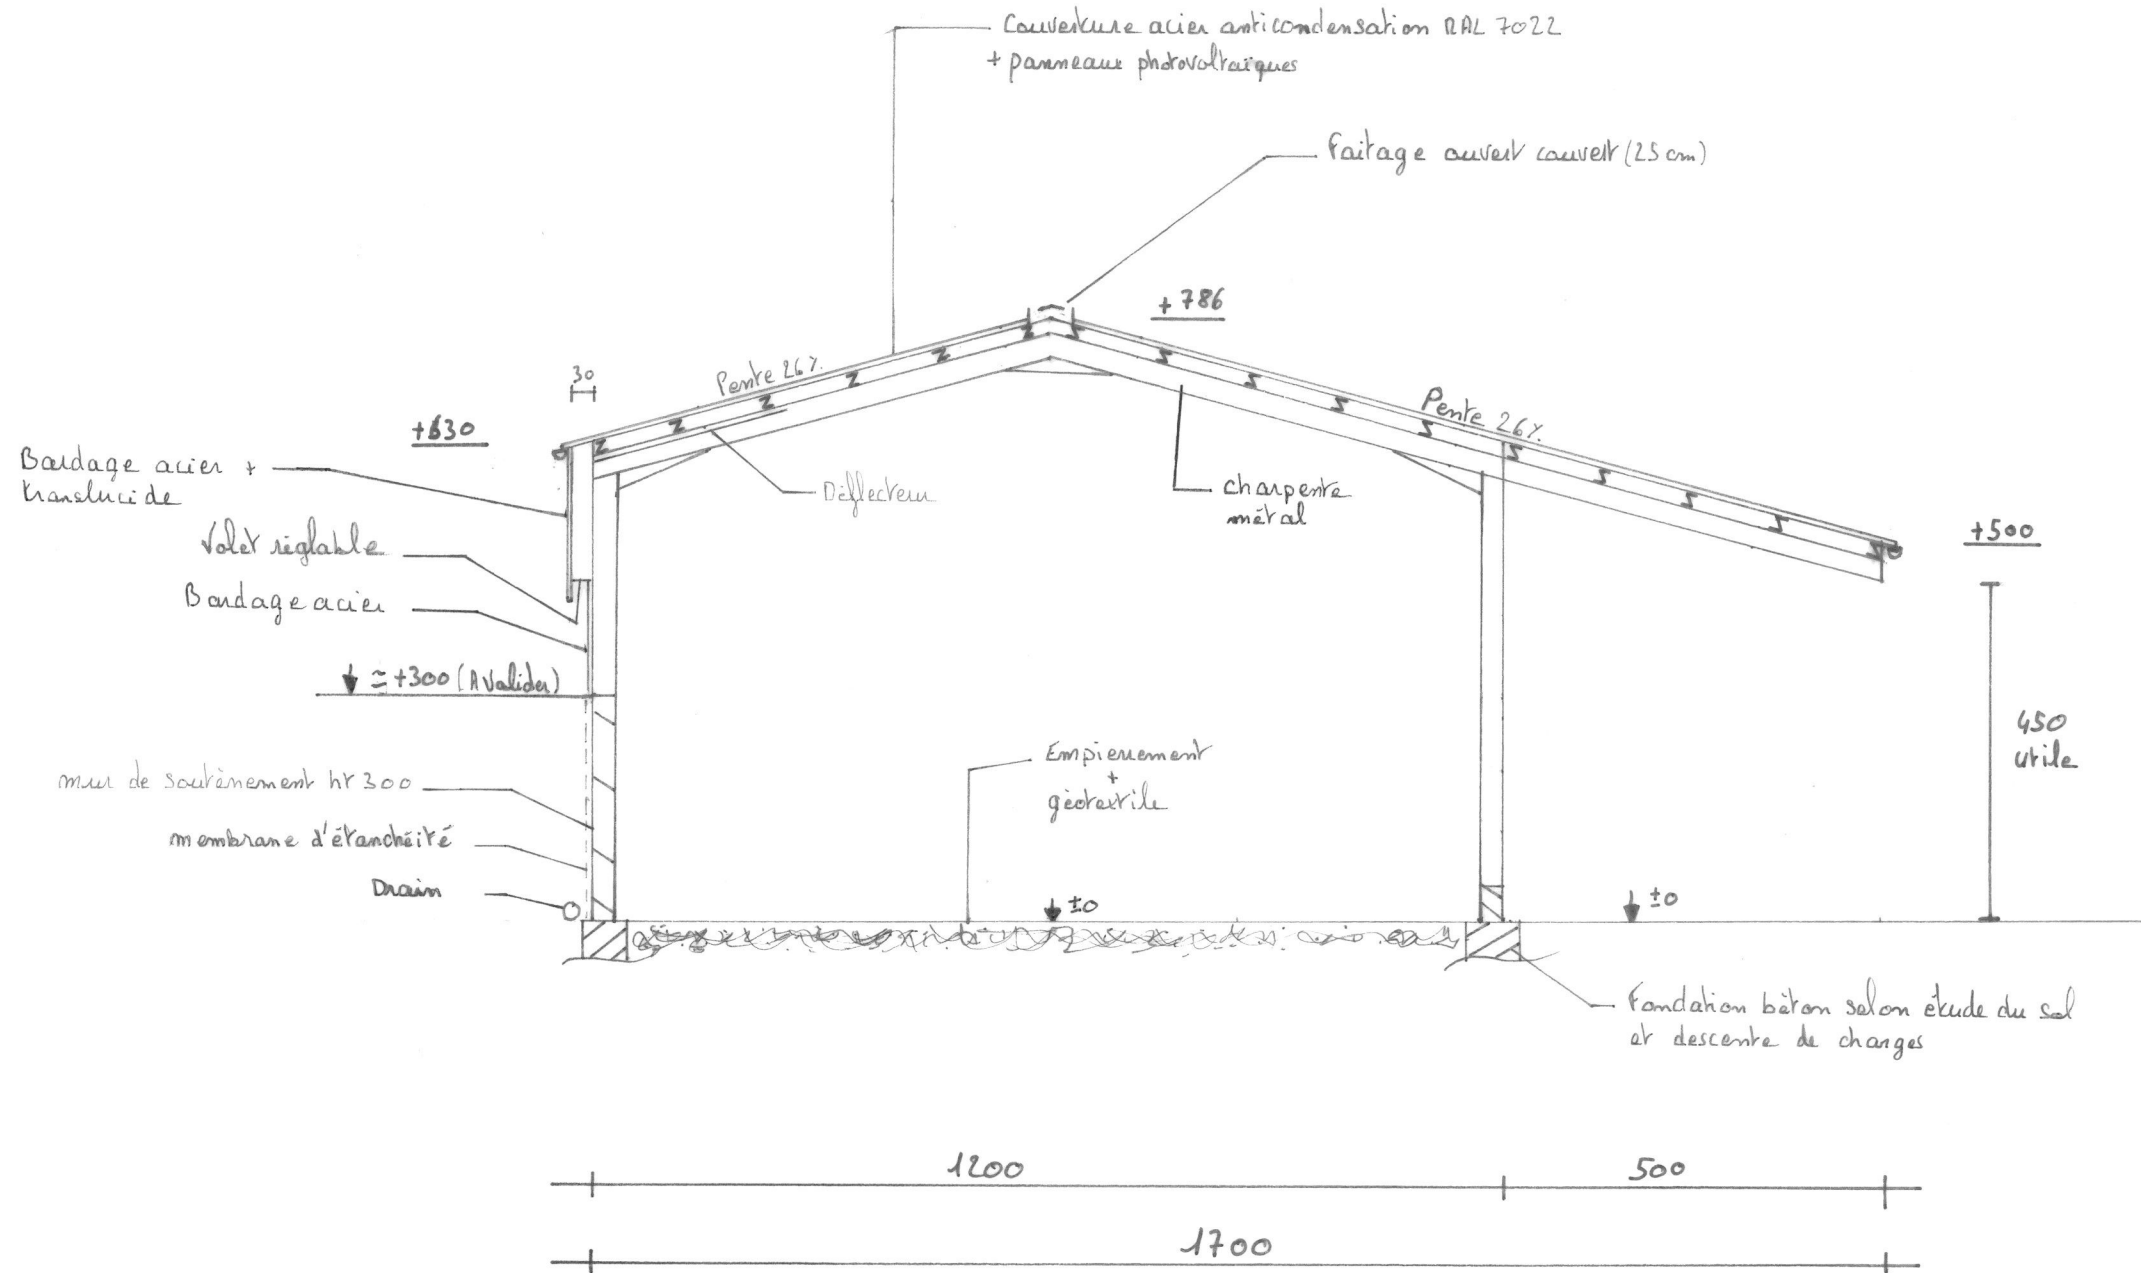 Couverture acier anticondensation RAL 7022
+ panneaux photovoltaïques
Faitage ouvert couvert (25 cm)
+786
30
Pente 26%
Pente 26%
+630
Bardage acier +
translucide
Déflecteur
charpente
métal
+500
Volet réglable
Bardage acier
≃ +300 (A valider)
450
utile
Empierrement
+
géotextile
mur de soutènement ht 300
membrane d'étanchéité
Drain
±0
±0
Fondation béton selon étude du sol
et descente de charges
1200
500
1700